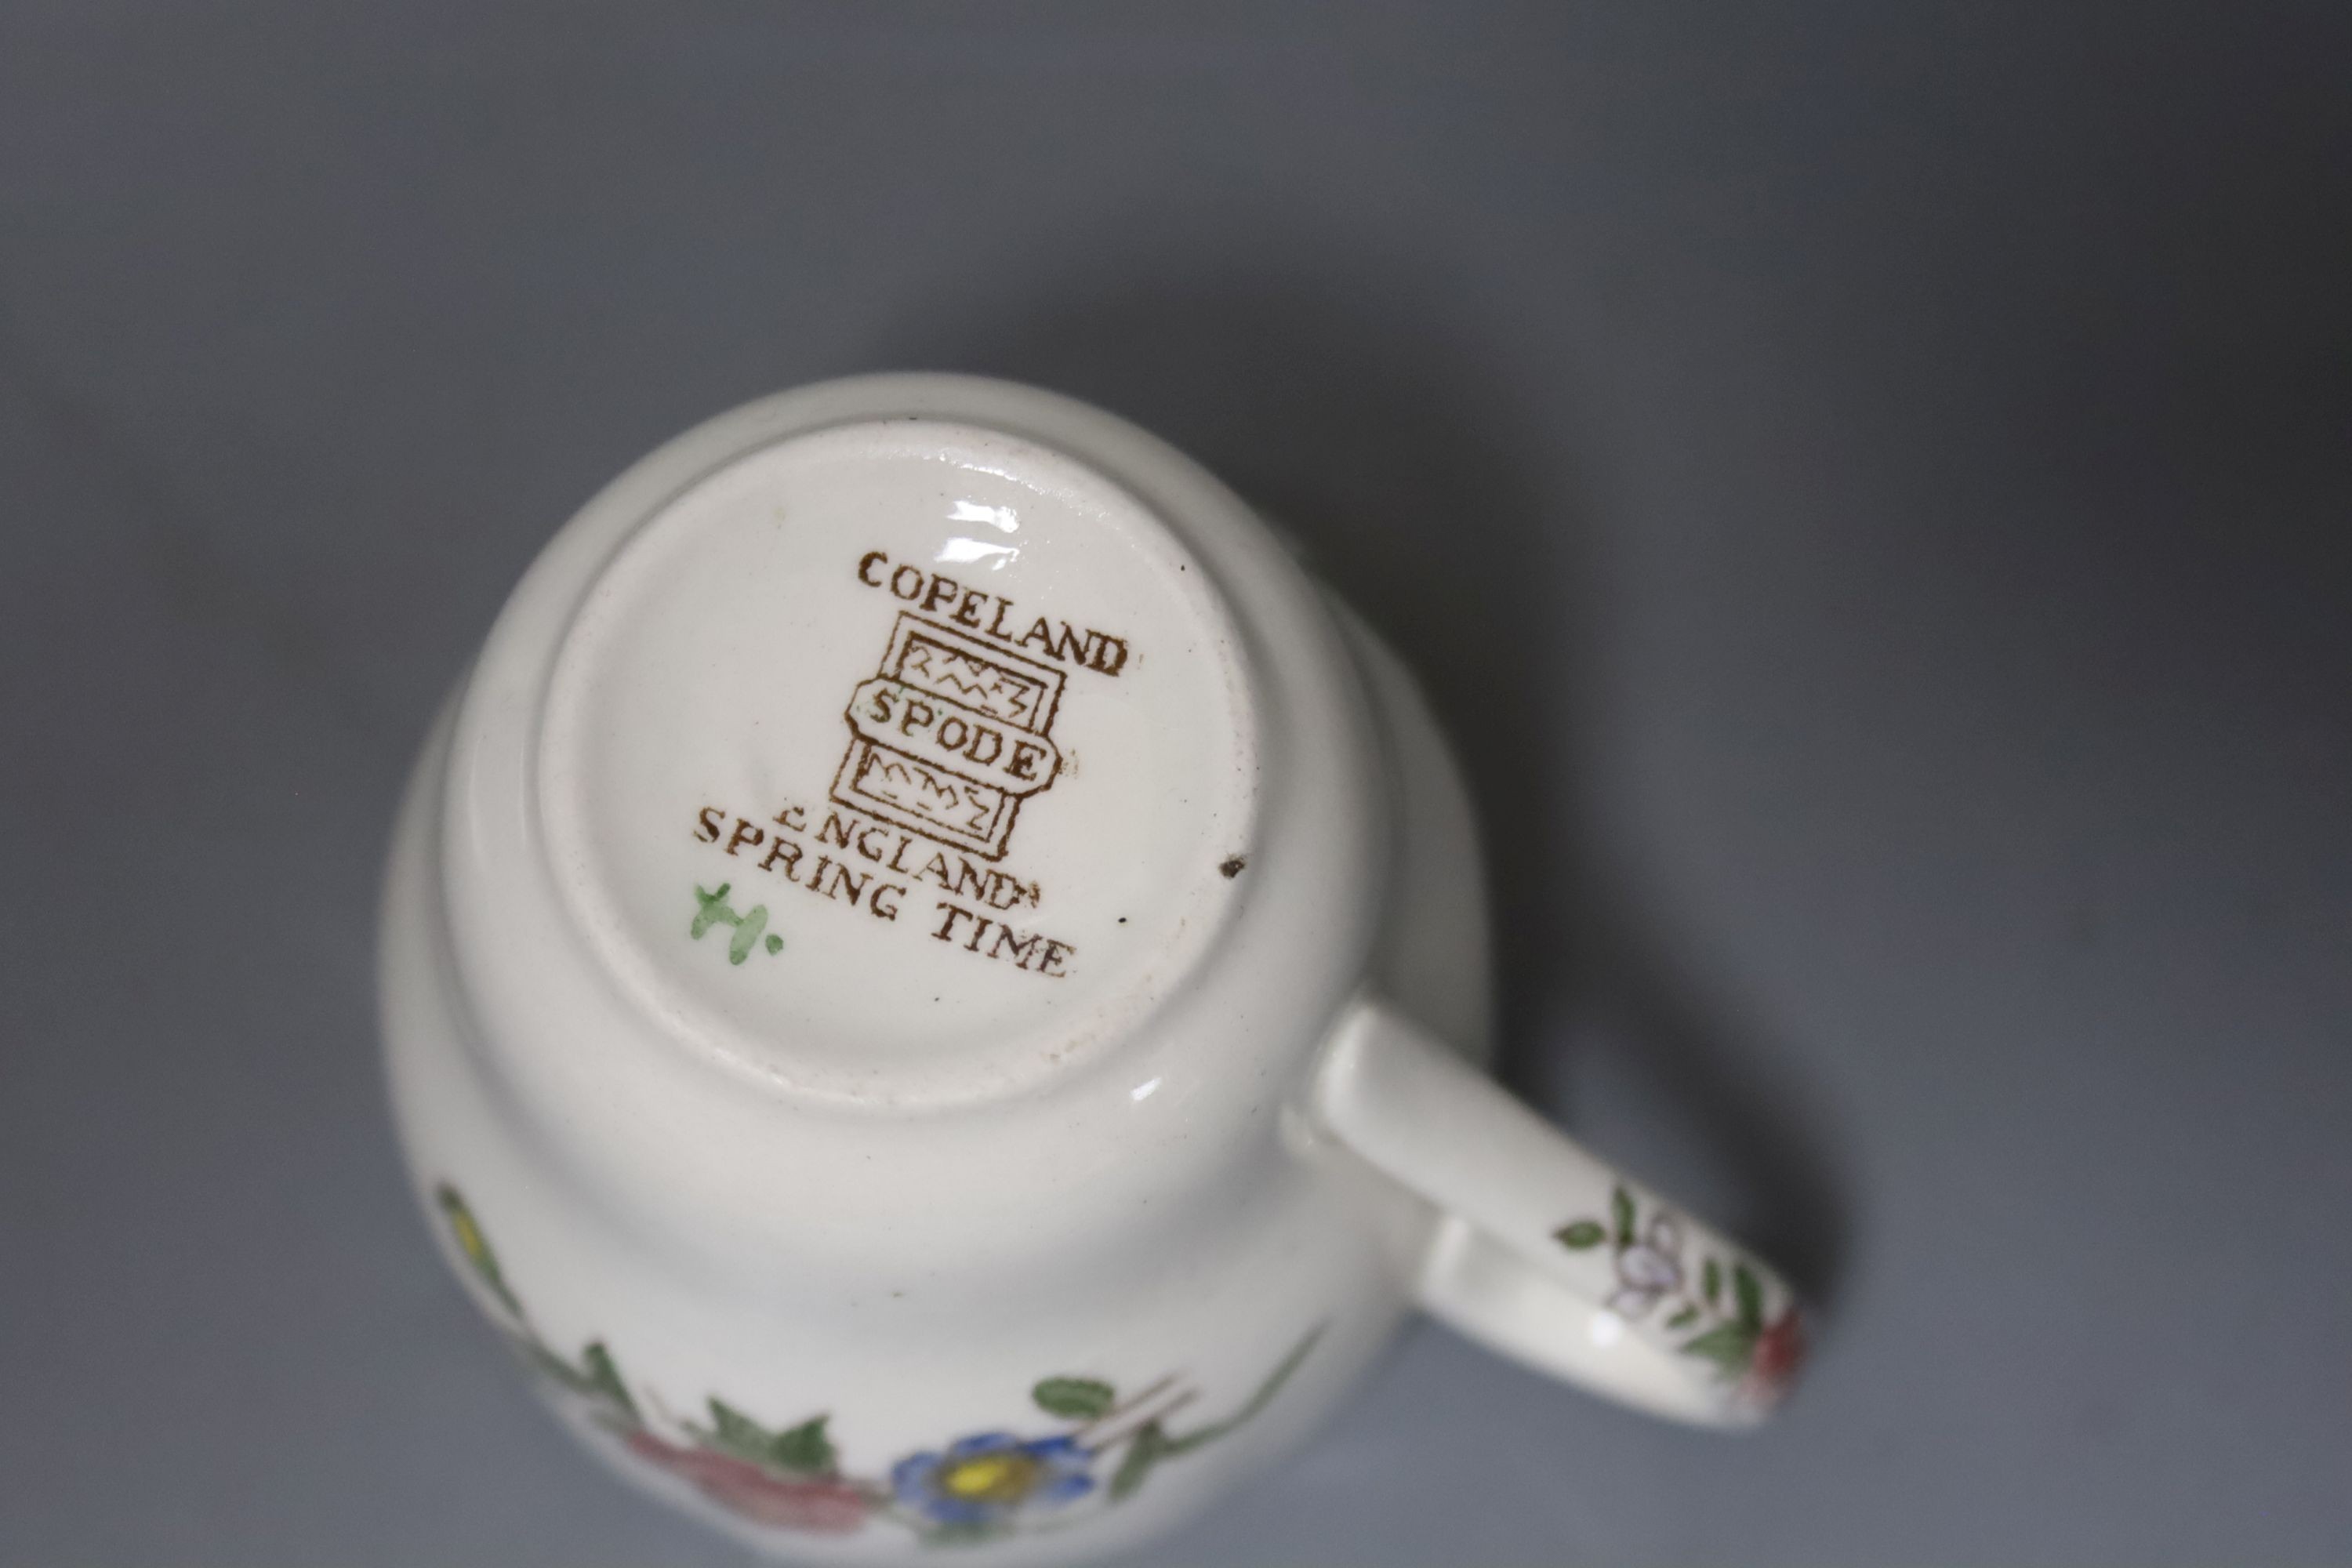 COPELAND
SPODE
ENGLAND
SPRING TIME
H.